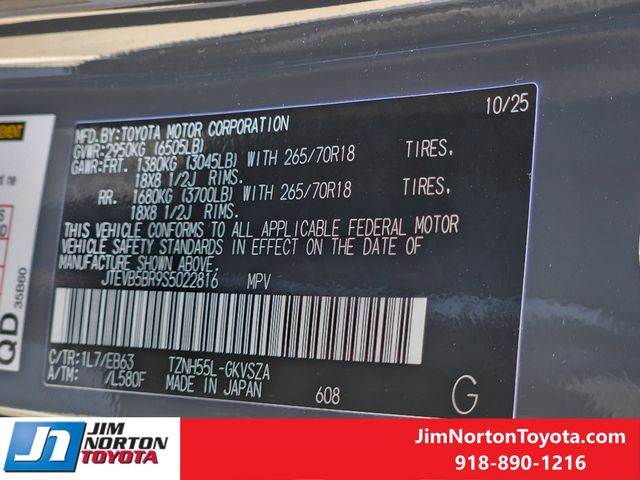 10/25
MFD. BY: TOYOTA MOTOR CORPORATION
GVWR: 2950KG (6505LB)
GAWR: FRT. 1380KG (3045LB) WITH 265/70R18 TIRES.
18X8 1/2J RIMS.
RR. 1680KG (3700LB) WITH 265/70R18 TIRES.
18X8 1/2J RIMS.
THIS VEHICLE CONFORMS TO ALL APPLICABLE FEDERAL MOTOR
VEHICLE SAFETY STANDARDS IN EFFECT ON THE DATE OF
MANUFACTURE SHOWN ABOVE.
JTEVB5BR9S5022816 MPV
C/TR: 1L7/EB63 TZNH55L-GKVSZA
A/TM: /L580F MADE IN JAPAN 608 G
QD
35B60
JIM
NORTON
TOYOTA
JimNortonToyota.com
918-890-1216